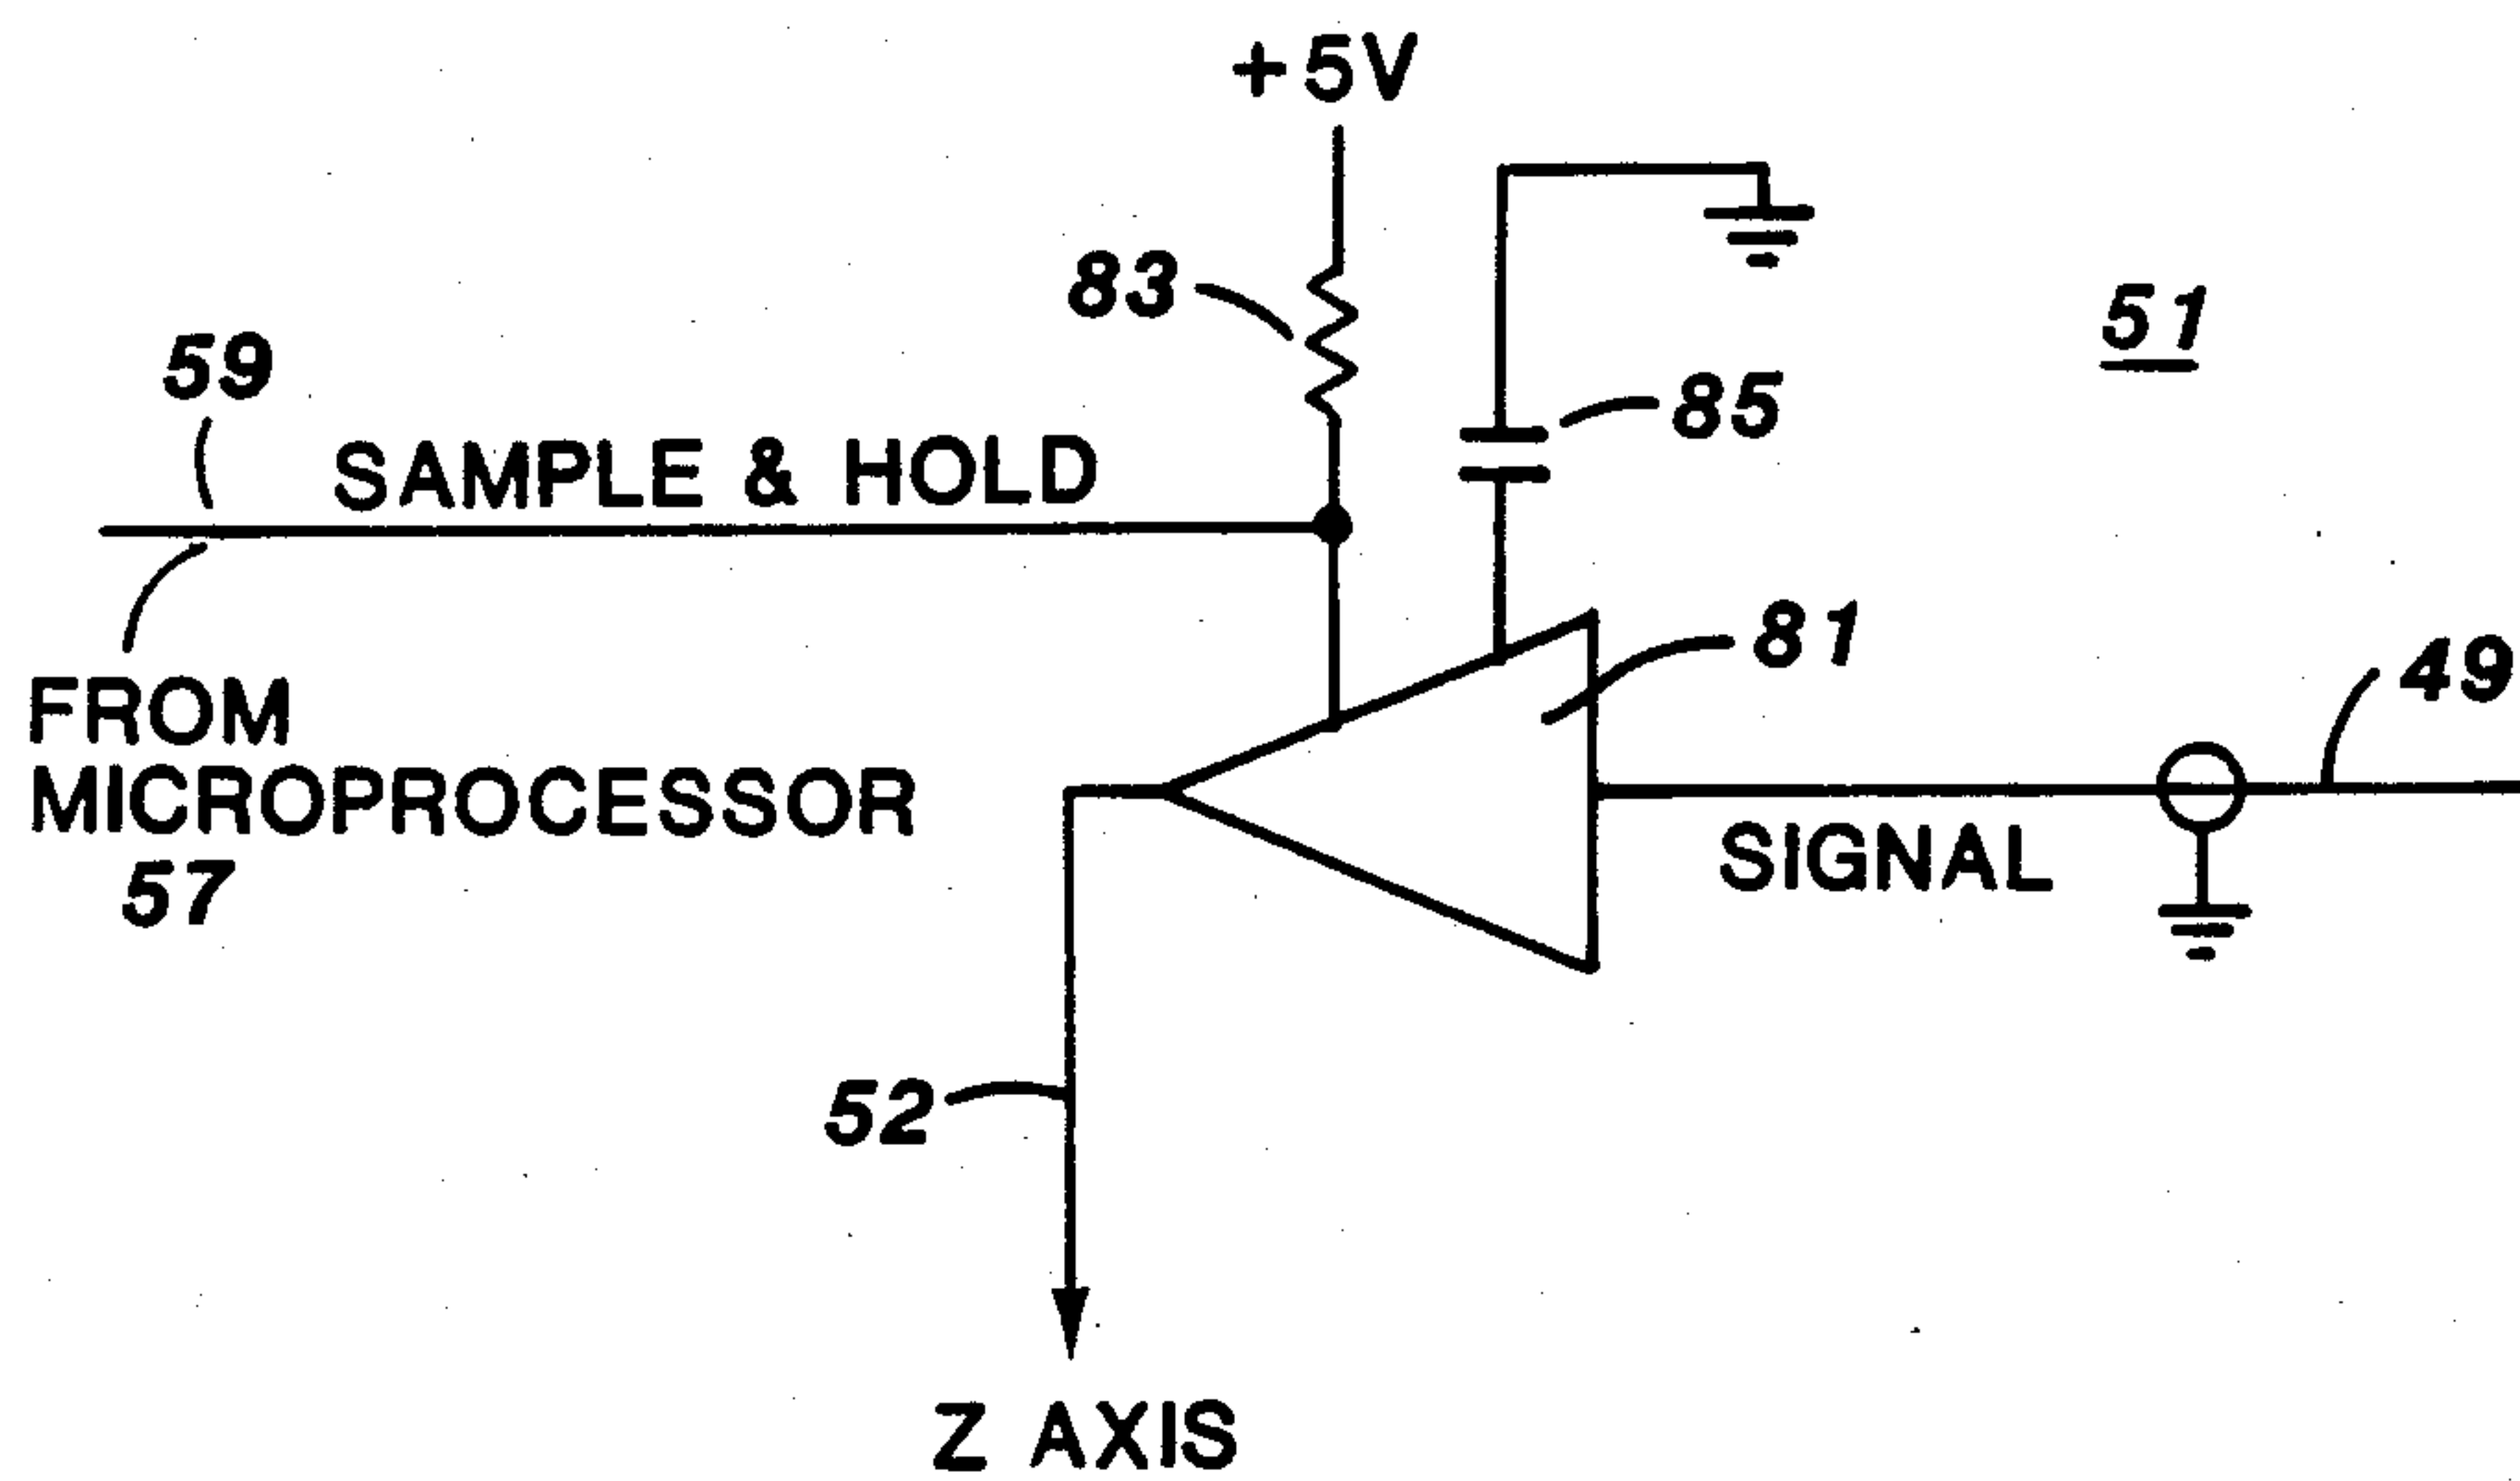 +5V
83
51
59
85
SAMPLE & HOLD
81
49
FROM
MICROPROCESSOR
57
SIGNAL
52
Z AXIS